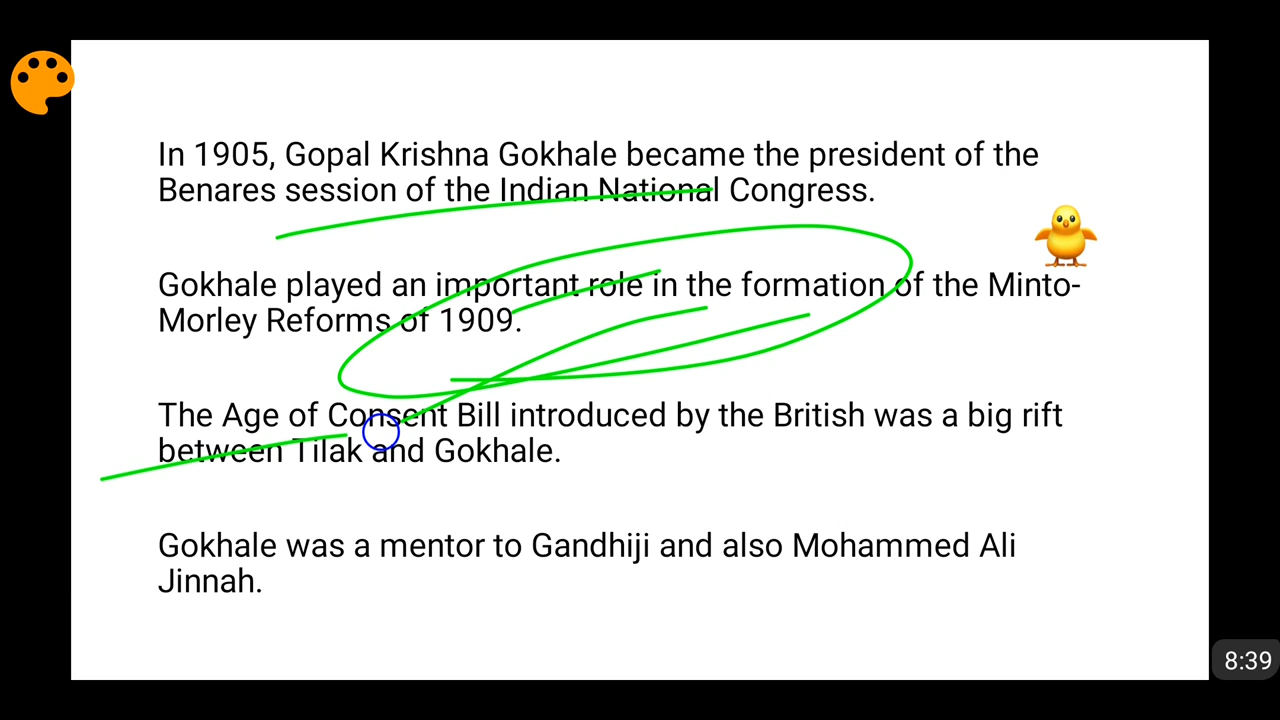 In 1905, Gopal Krishna Gokhale became the president of the
Benares session of the Indian National Congress.
Gokhale played an important role in the formation of the Minto-
Morley Reforms of 1909.
The Age of Consent Bill introduced by the British was a big rift
between Tilak and Gokhale.
Gokhale was a mentor to Gandhiji and also Mohammed Ali
Jinnah.
8:39